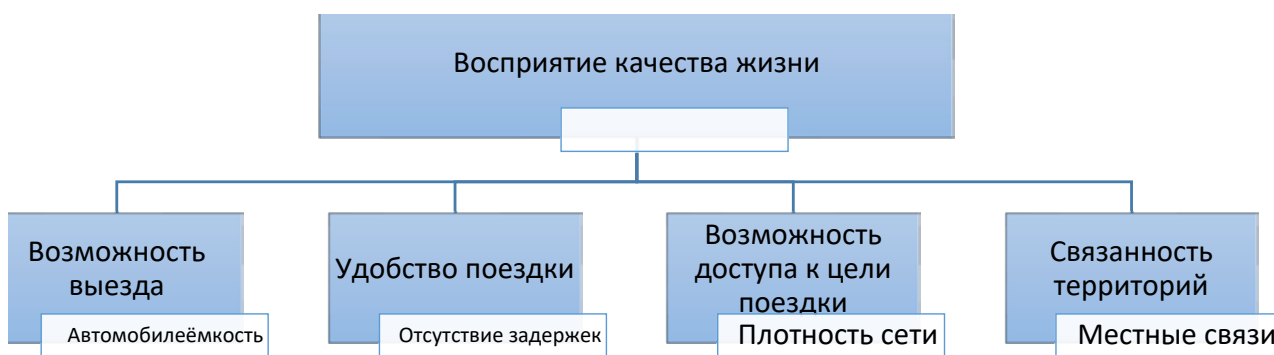 Восприятие качества жизни
Возможность
выезда
Автомобилеёмкость
Удобство поездки
Отсутствие задержек
Возможность
доступа к цели
поездки
Плотность сети
Связанность
территорий
Местные связи